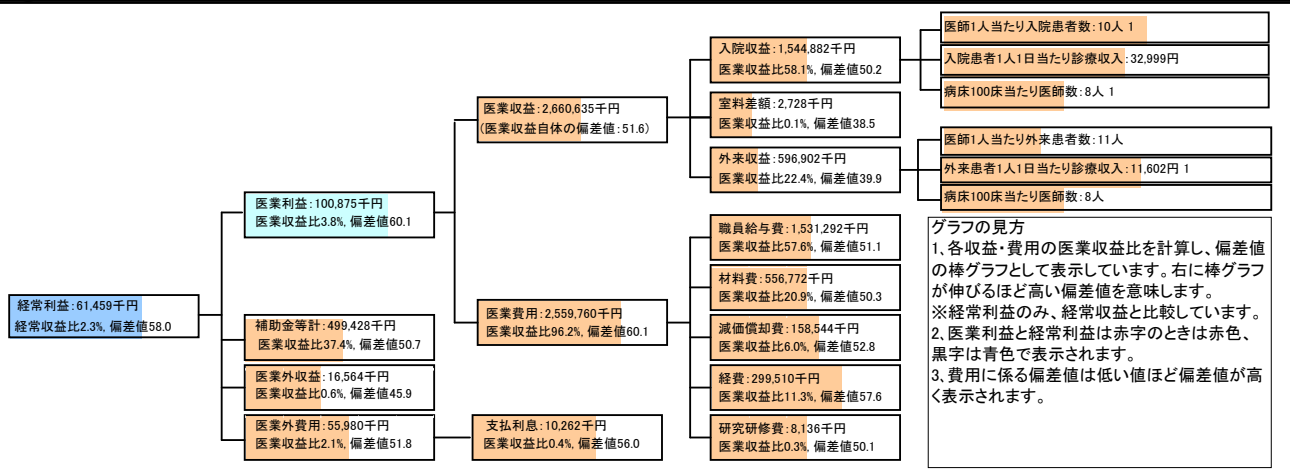 経常利益:61,459千円
経常収益比2.3%, 偏差値58.0
医業利益:100,875千円
医業収益比3.8%, 偏差値60.1
補助金等計:499,428千円
医業収益比37.4%, 偏差値50.7
医業外収益:16,564千円
医業収益比0.6%, 偏差値45.9
医業外費用:55,980千円
医業収益比2.1%, 偏差値51.8
医業収益:2,660,635千円
(医業収益自体の偏差値:51.6)
医業費用:2,559,760千円
医業収益比96.2%, 偏差値60.1
支払利息:10,262千円
医業収益比0.4%, 偏差値56.0
入院収益:1,544,882千円
医業収益比58.1%, 偏差値50.2
室料差額:2,728千円
医業収益比0.1%, 偏差値38.5
外来収益:596,902千円
医業収益比22.4%, 偏差値39.9
職員給与費:1,531,292千円
医業収益比57.6%, 偏差値51.1
材料費:556,772千円
医業収益比20.9%, 偏差値50.3
減価償却費:158,544千円
医業収益比6.0%, 偏差値52.8
経費:299,510千円
医業収益比11.3%, 偏差値57.6
研究研修費:8,136千円
医業収益比0.3%, 偏差値50.1
医師1人当たり入院患者数:10人 1
入院患者1人1日当たり診療収入:32,999円
病床100床当たり医師数:8人 1
医師1人当たり外来患者数:11人
外来患者1人1日当たり診療収入:11,602円 1
病床100床当たり医師数:8人
グラフの見方
1、各収益・費用の医業収益比を計算し、偏差値
の棒グラフとして表示しています。右に棒グラフ
が伸びるほど高い偏差値を意味します。
※経常利益のみ、経常収益と比較しています。
2、医業利益と経常利益は赤字のときは赤色、
黒字は青色で表示されます。
3、費用に係る偏差値は低い値ほど偏差値が高
く表示されます。